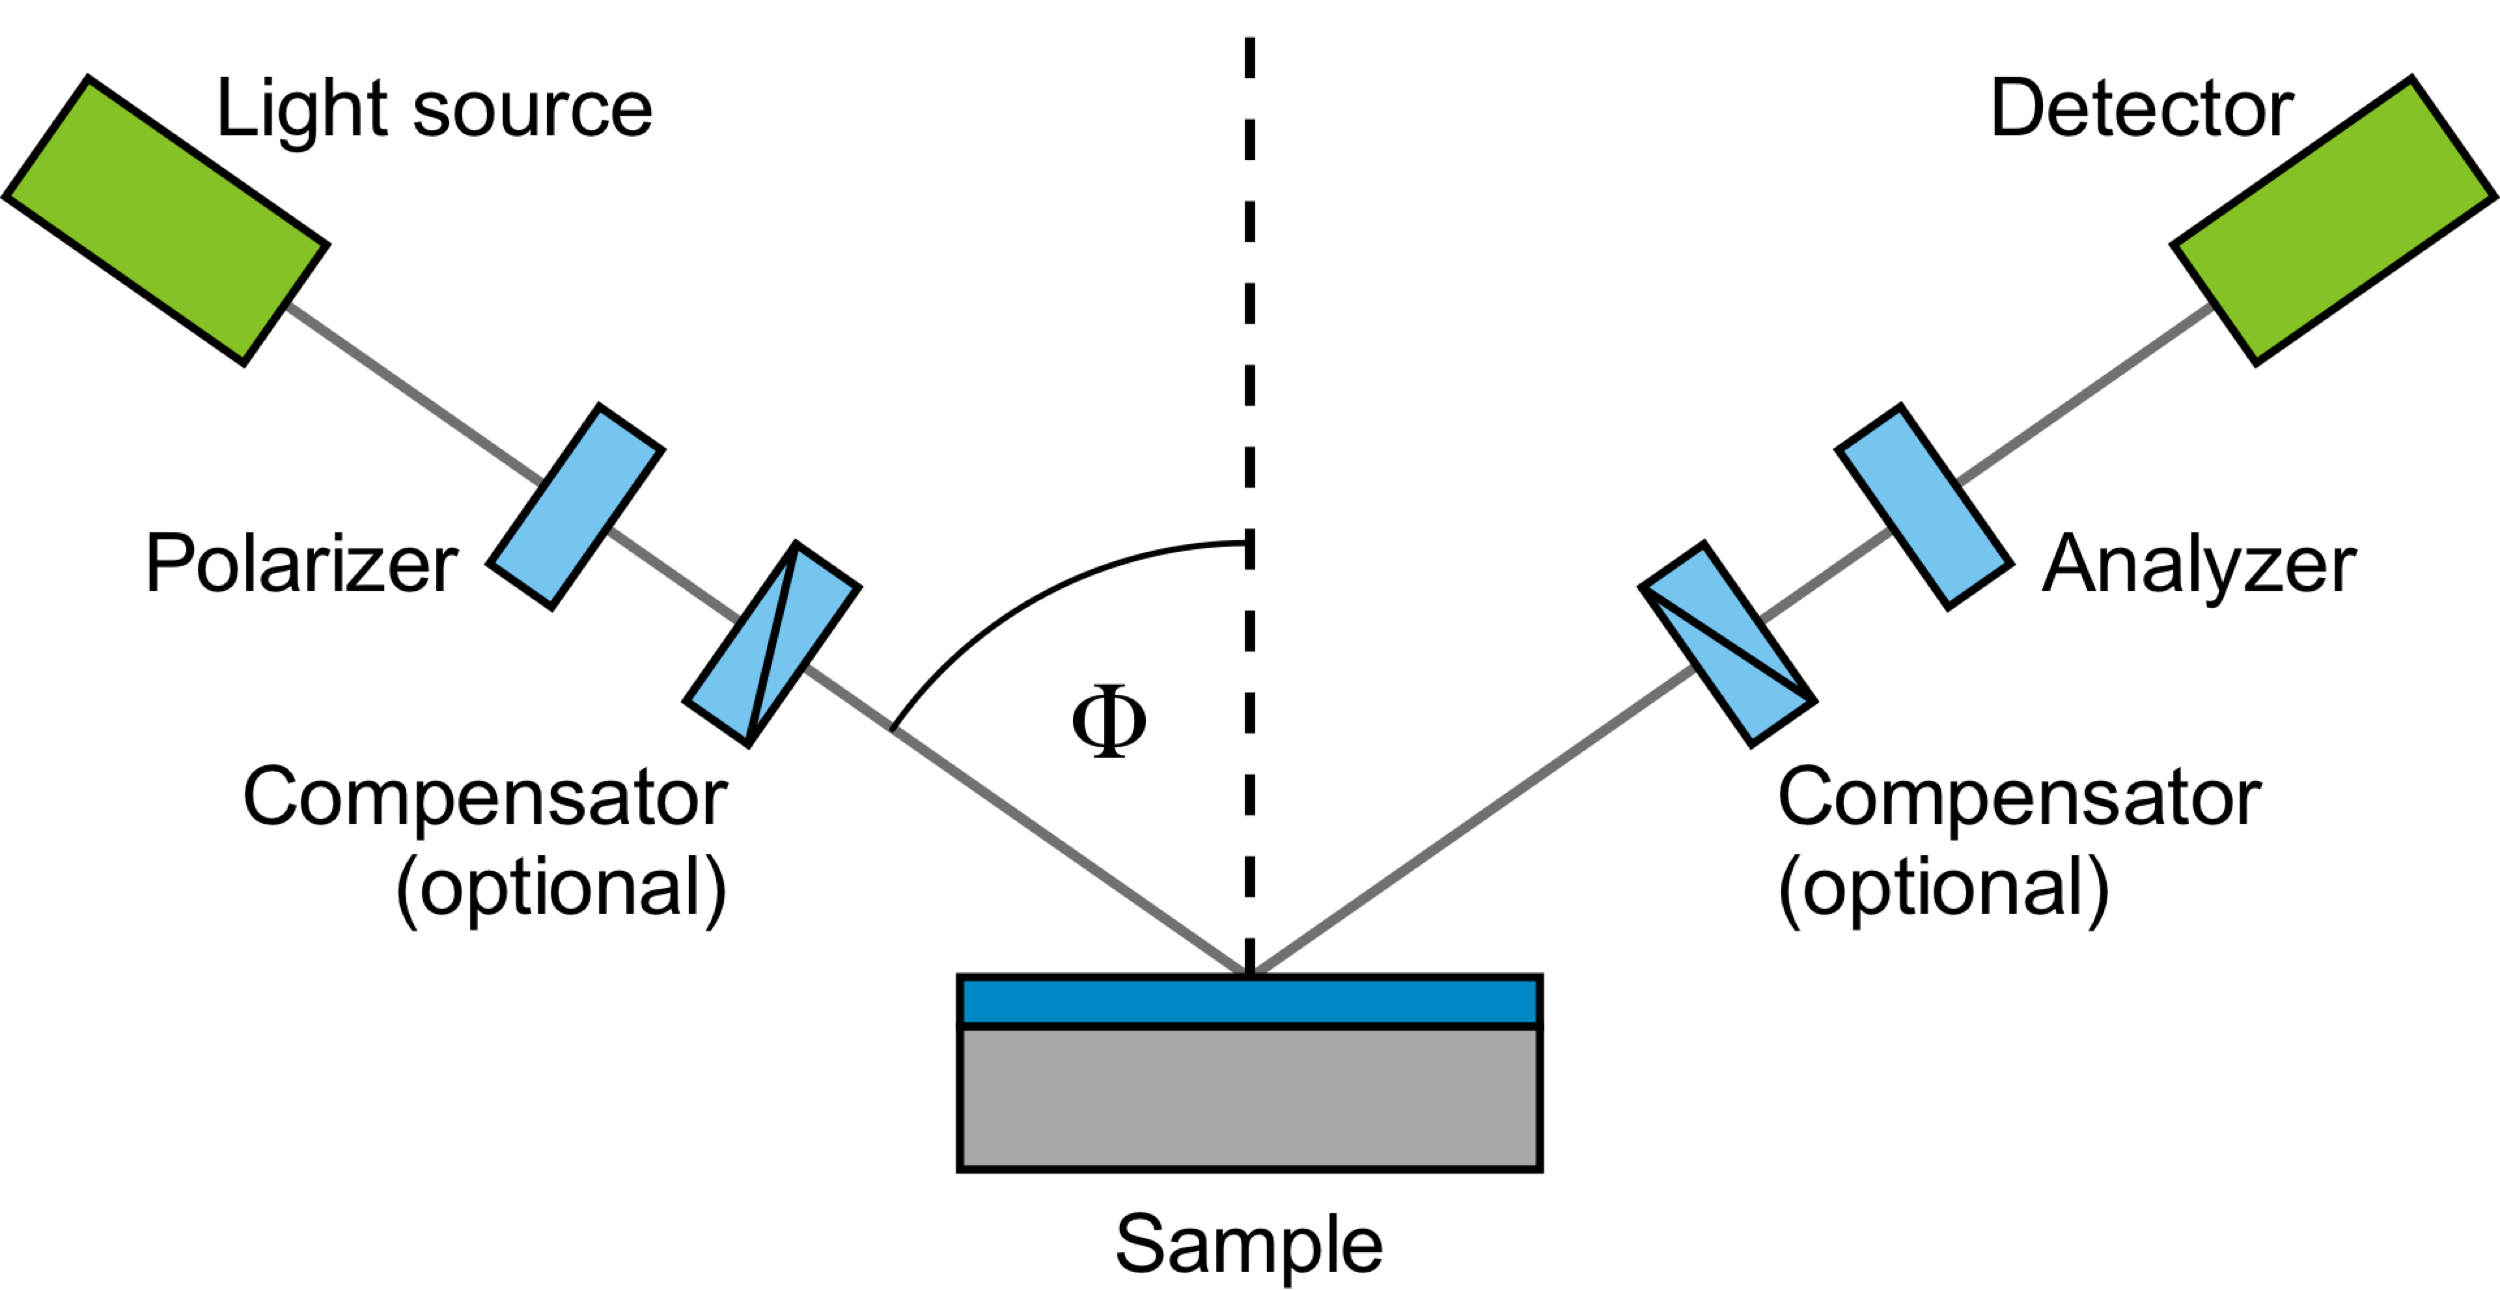 Light source
Detector
Polarizer
Analyzer
Φ
Compensator
(optional)
Compensator
(optional)
Sample